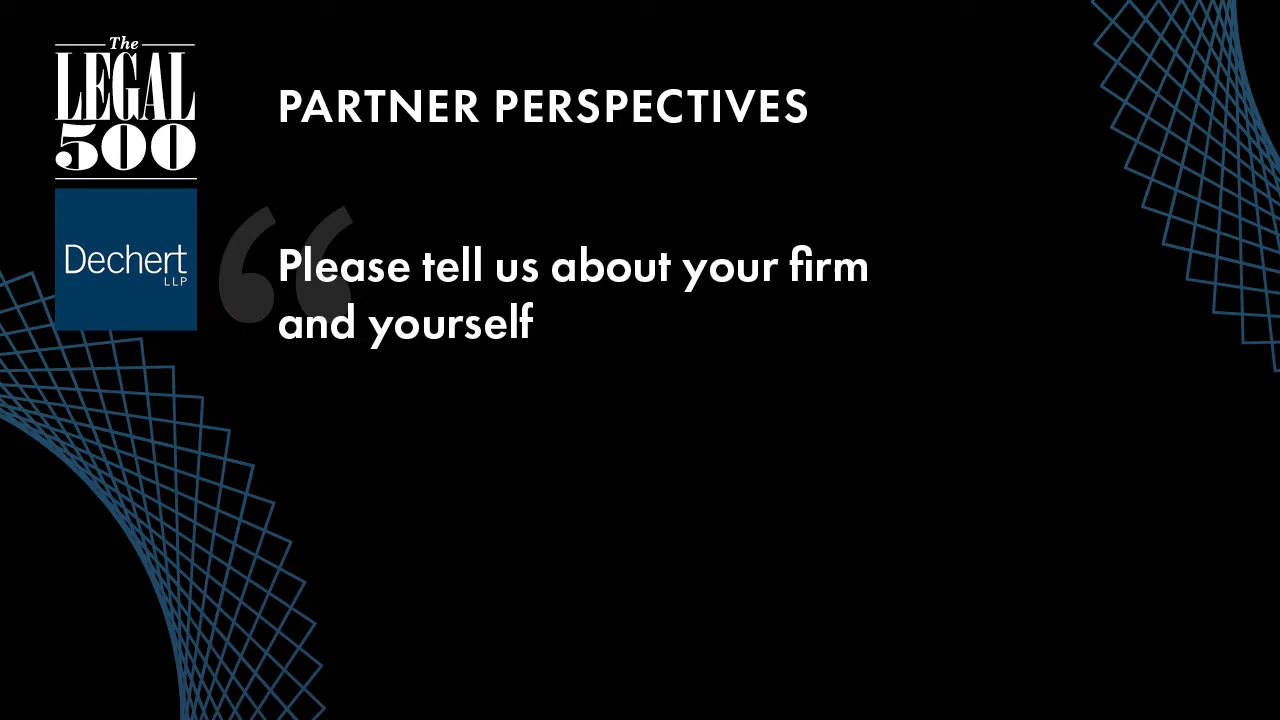 The
LEGAL
500
PARTNER PERSPECTIVES
Dechert
LLP
“
Please tell us about your firm
and yourself